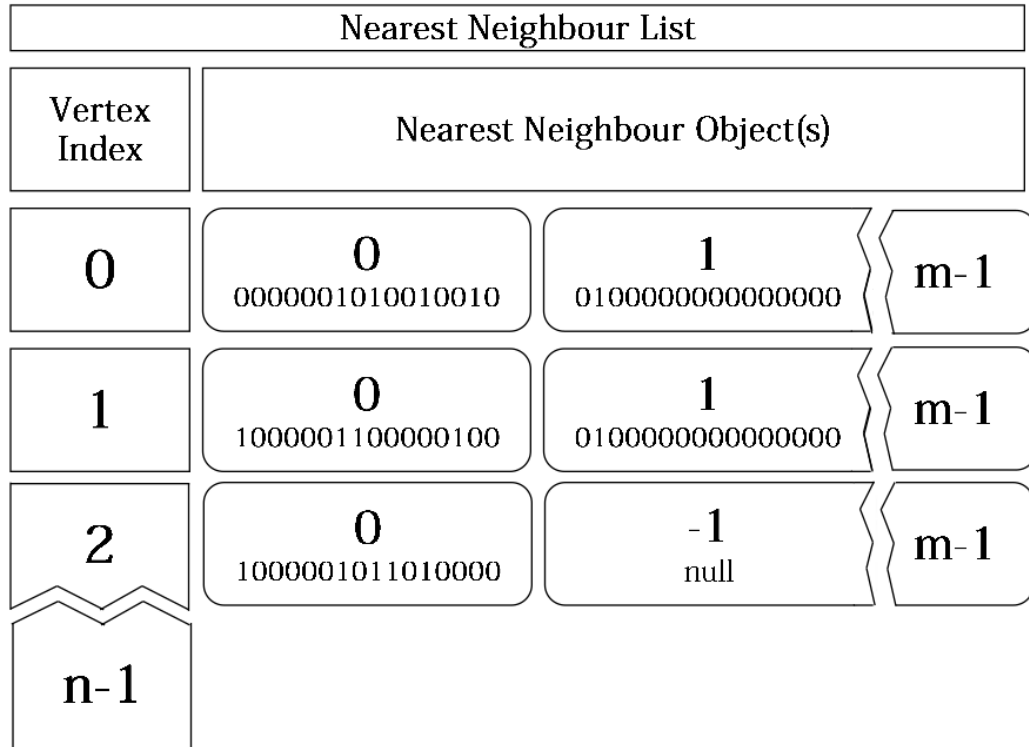 Nearest Neighbour List
Vertex
Index
Nearest Neighbour Object(s)
0
0
0000001010010010
1
0100000000000000
m-1
1
0
1000001100000100
1
0100000000000000
m-1
2
0
1000001011010000
-1
null
m-1
n-1